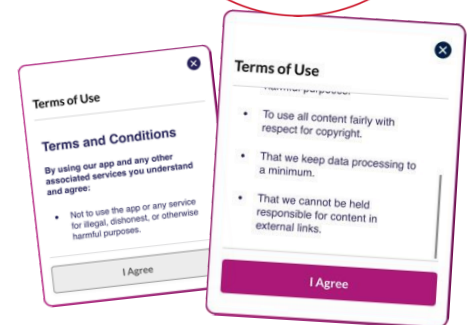 Terms of Use
Terms and Conditions
By using our app and any other
associated services you understand
and agree:
• Not to use the app or any service
for illegal, dishonest, or otherwise
harmful purposes.
I Agree
Terms of Use
harmful purposes.
• To use all content fairly with
respect for copyright.
• That we keep data processing to
a minimum.
• That we cannot be held
responsible for content in
external links.
I Agree